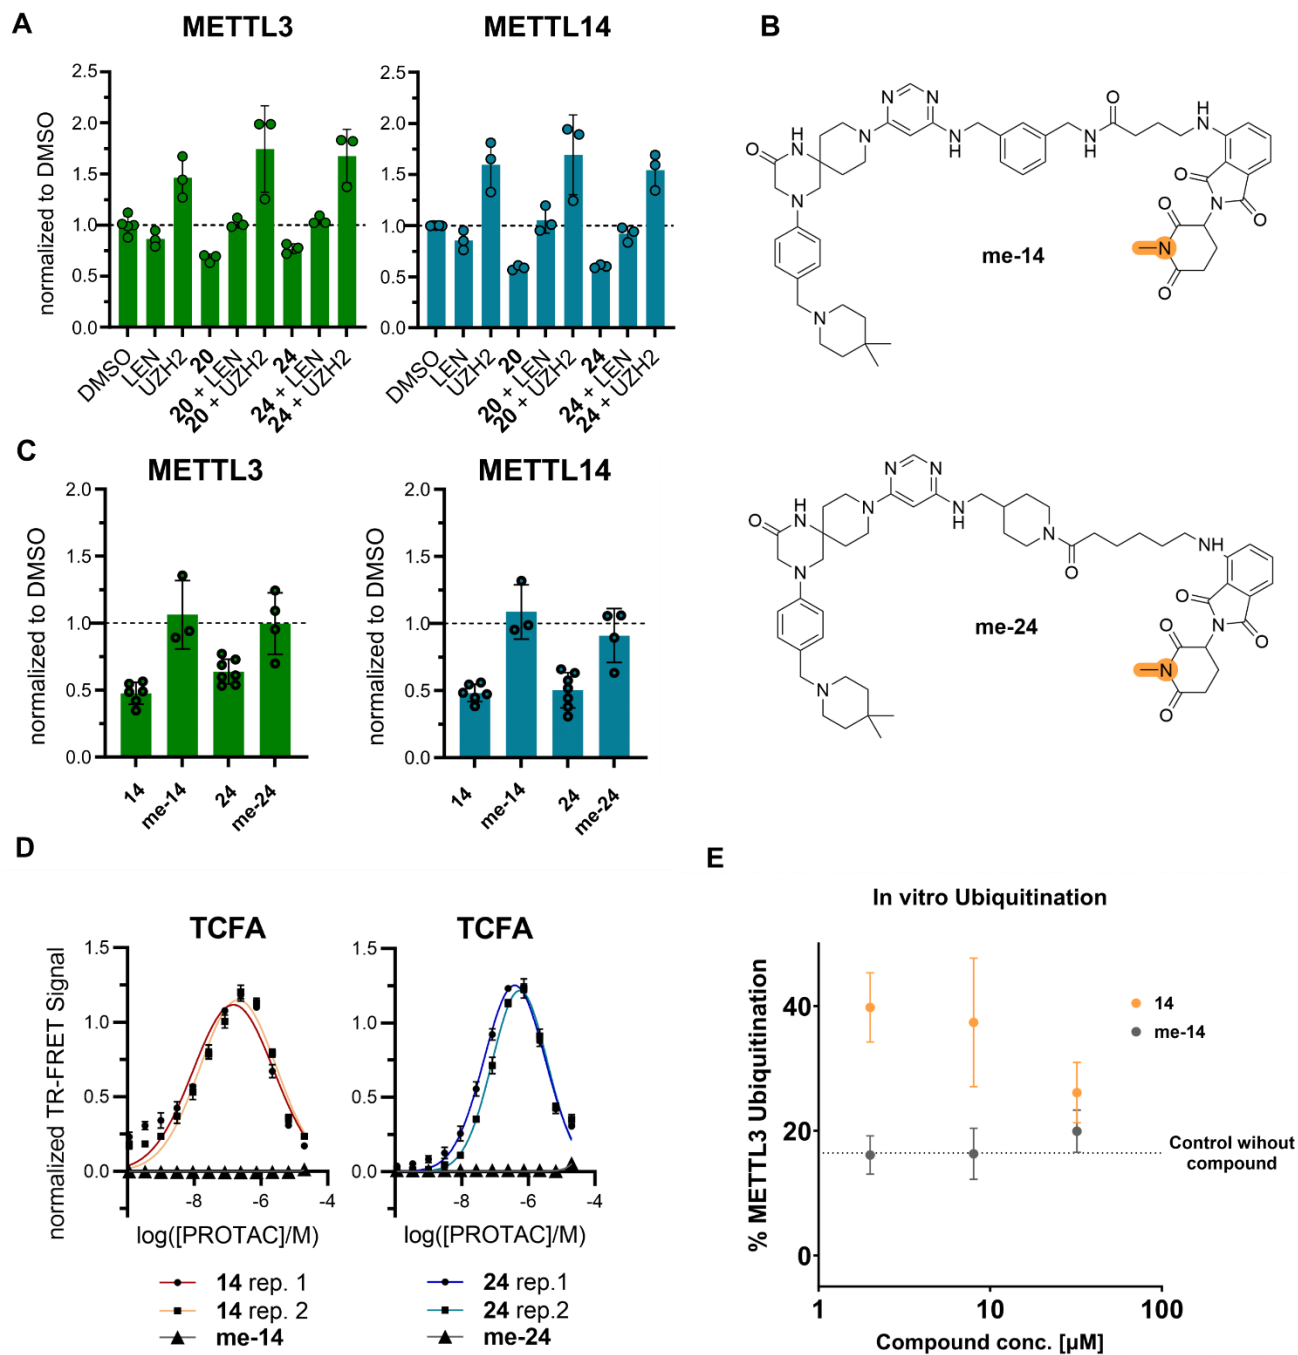 A
METTL3
METTL14
B
normalized to DMSO
2.5
2.0
1.5
1.0
0.5
0.0
DMSO
LEN
UZH2
20
20 + LEN
20 + UZH2
24
24 + LEN
24 + UZH2
2.5
2.0
1.5
1.0
0.5
0.0
DMSO
LEN
UZH2
20
20 + LEN
20 + UZH2
24
24 + LEN
24 + UZH2
N
N
N
NH
O
H
N
O
N
H
H
N
N
O
O
O
N
O
N
N
me-14
C
METTL3
METTL14
normalized to DMSO
2.0
1.5
1.0
0.5
0.0
14
me-14
24
me-24
normalized to DMSO
2.0
1.5
1.0
0.5
0.0
14
me-14
24
me-24
N
N
N
N
H
H
N
O
N
O
NH
N
O
O
O
N
O
N
N
me-24
D
TCFA
TCFA
normalized TR-FRET Signal
1.5
1.0
0.5
0.0
-8
-6
-4
log([PROTAC]/M)
14 rep. 1
14 rep. 2
me-14
1.5
1.0
0.5
0.0
-8
-6
-4
log([PROTAC]/M)
24 rep.1
24 rep.2
me-24
E
In vitro Ubiquitination
% METTL3 Ubiquitination
40
20
0
1
10
100
Compound conc. [µM]
14
me-14
Control wihout
compound